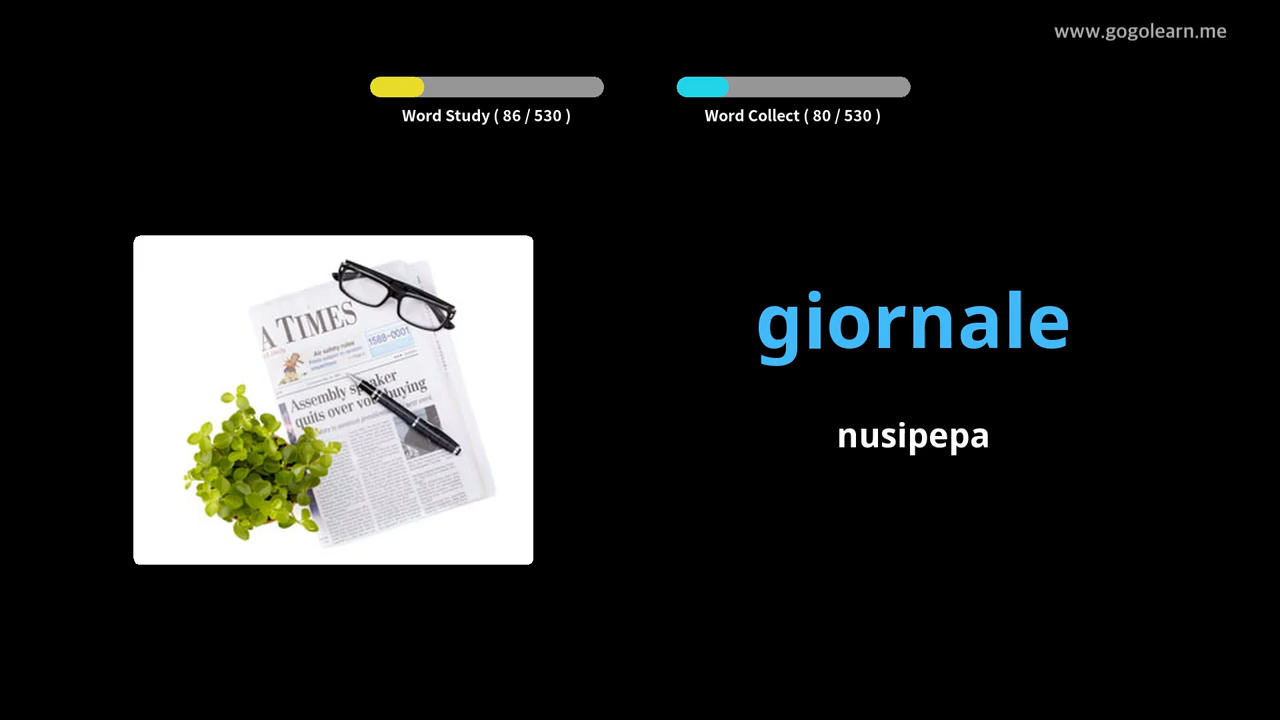 www.gogolearn.me
Word Study ( 86 / 530 )
Word Collect ( 80 / 530 )
A TIMES
Air safety rules
1588-0001
Assembly speaker
quits over buying
giornale
nusipepa